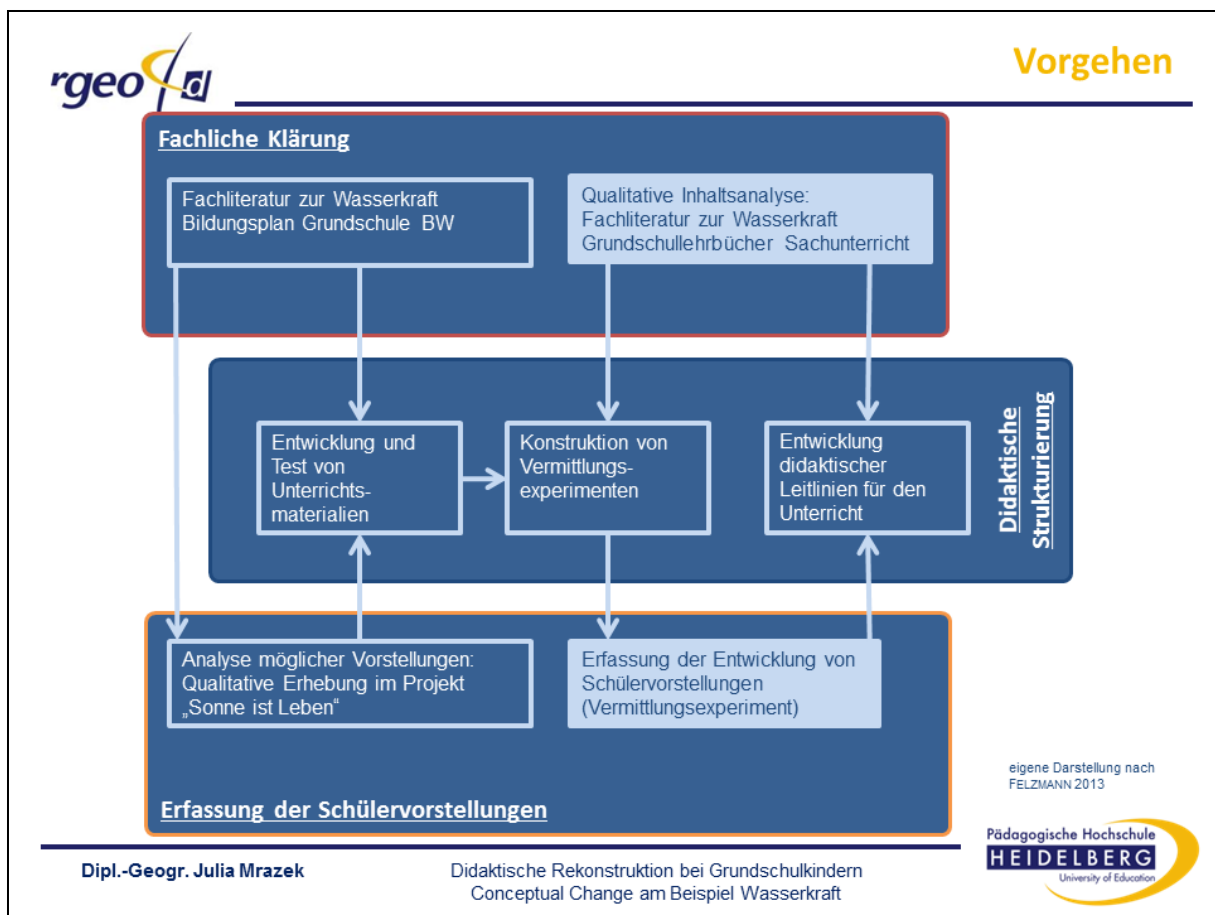 rgeo d
Vorgehen
Fachliche Klärung
Fachliteratur zur Wasserkraft
Bildungsplan Grundschule BW
Qualitative Inhaltsanalyse:
Fachliteratur zur Wasserkraft
Grundschullehrbücher Sachunterricht
Entwicklung und
Test von
Unterrichts-
materialien
Konstruktion von
Vermittlungs-
experimenten
Entwicklung
didaktischer
Leitlinien für den
Unterricht
Didaktische
Strukturierung
Analyse möglicher Vorstellungen:
Qualitative Erhebung im Projekt
„Sonne ist Leben“
Erfassung der Entwicklung von
Schülervorstellungen
(Vermittlungsexperiment)
Erfassung der Schülervorstellungen
eigene Darstellung nach
FELZMANN 2013
Dipl.-Geogr. Julia Mrazek
Didaktische Rekonstruktion bei Grundschulkindern
Conceptual Change am Beispiel Wasserkraft
Pädagogische Hochschule
HEIDELBERG
University of Education